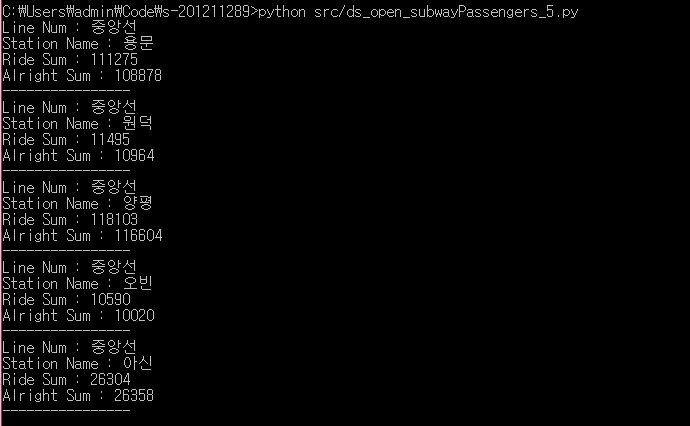 C:₩Users₩admin₩Code₩s-201211289>python src/ds_open_subwayPassengers_5.py
Line Num : 중앙선
Station Name : 용문
Ride Sum : 111275
Alright Sum : 108878
----------------
Line Num : 중앙선
Station Name : 원덕
Ride Sum : 11495
Alright Sum : 10964
----------------
Line Num : 중앙선
Station Name : 양평
Ride Sum : 118103
Alright Sum : 116604
----------------
Line Num : 중앙선
Station Name : 오빈
Ride Sum : 10590
Alright Sum : 10020
----------------
Line Num : 중앙선
Station Name : 아신
Ride Sum : 26304
Alright Sum : 26358
----------------